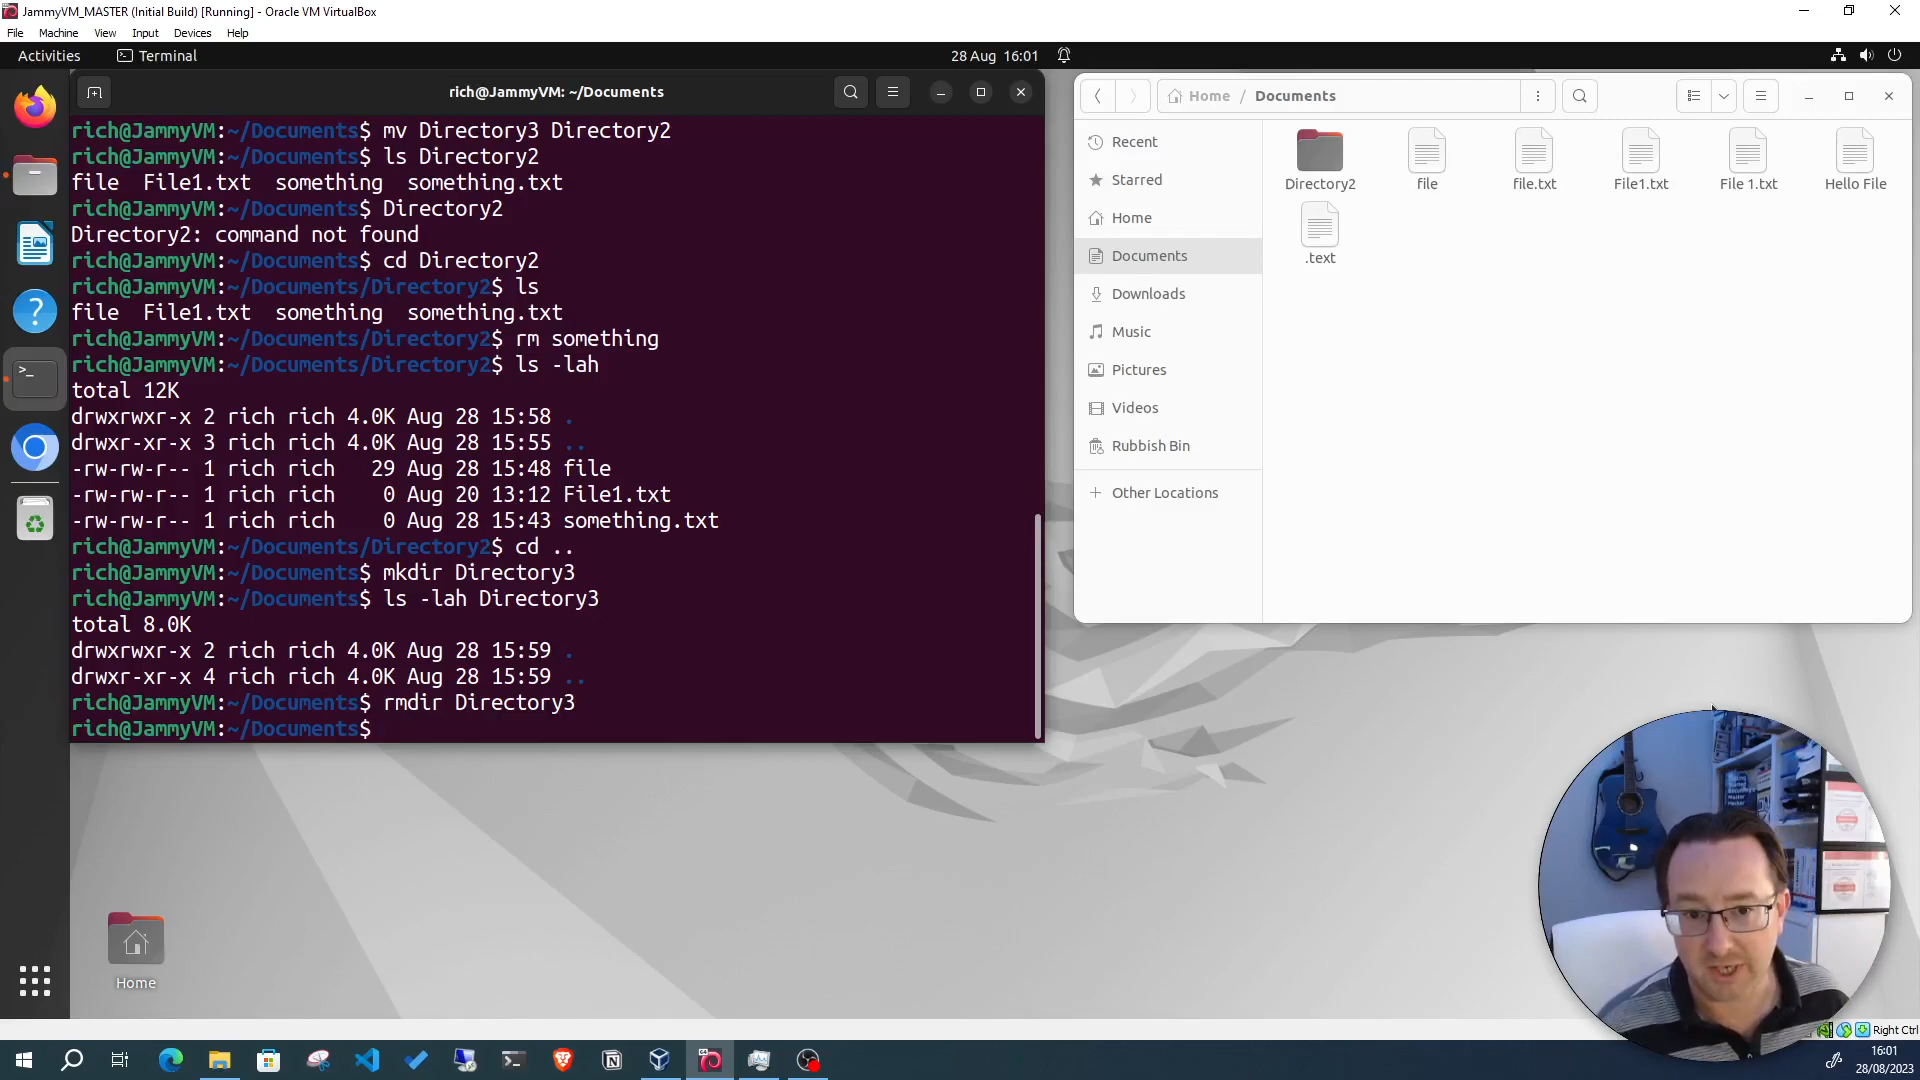 JammyVM_MASTER (Initial Build) [Running] - Oracle VM VirtualBox
File Machine View Input Devices Help
Activities Terminal 28 Aug 16:01
rich@JammyVM: ~/Documents
rich@JammyVM:~/Documents$ mv Directory3 Directory2
rich@JammyVM:~/Documents$ ls Directory2
file File1.txt something something.txt
rich@JammyVM:~/Documents$ Directory2
Directory2: command not found
rich@JammyVM:~/Documents$ cd Directory2
rich@JammyVM:~/Documents/Directory2$ ls
file File1.txt something something.txt
rich@JammyVM:~/Documents/Directory2$ rm something
rich@JammyVM:~/Documents/Directory2$ ls -lah
total 12K
drwxrwxr-x 2 rich rich 4.0K Aug 28 15:58 .
drwxr-xr-x 3 rich rich 4.0K Aug 28 15:55 ..
-rw-rw-r-- 1 rich rich 29 Aug 28 15:48 file
-rw-rw-r-- 1 rich rich 0 Aug 20 13:12 File1.txt
-rw-rw-r-- 1 rich rich 0 Aug 28 15:43 something.txt
rich@JammyVM:~/Documents/Directory2$ cd ..
rich@JammyVM:~/Documents$ mkdir Directory3
rich@JammyVM:~/Documents$ ls -lah Directory3
total 8.0K
drwxrwxr-x 2 rich rich 4.0K Aug 28 15:59 .
drwxr-xr-x 4 rich rich 4.0K Aug 28 15:59 ..
rich@JammyVM:~/Documents$ rmdir Directory3
rich@JammyVM:~/Documents$
Home / Documents
Recent
Starred
Home
Documents
Downloads
Music
Pictures
Videos
Rubbish Bin
+ Other Locations
Directory2 file file.txt File1.txt File 1.txt Hello File
.text
Home
Right Ctrl
16:01
28/08/2023